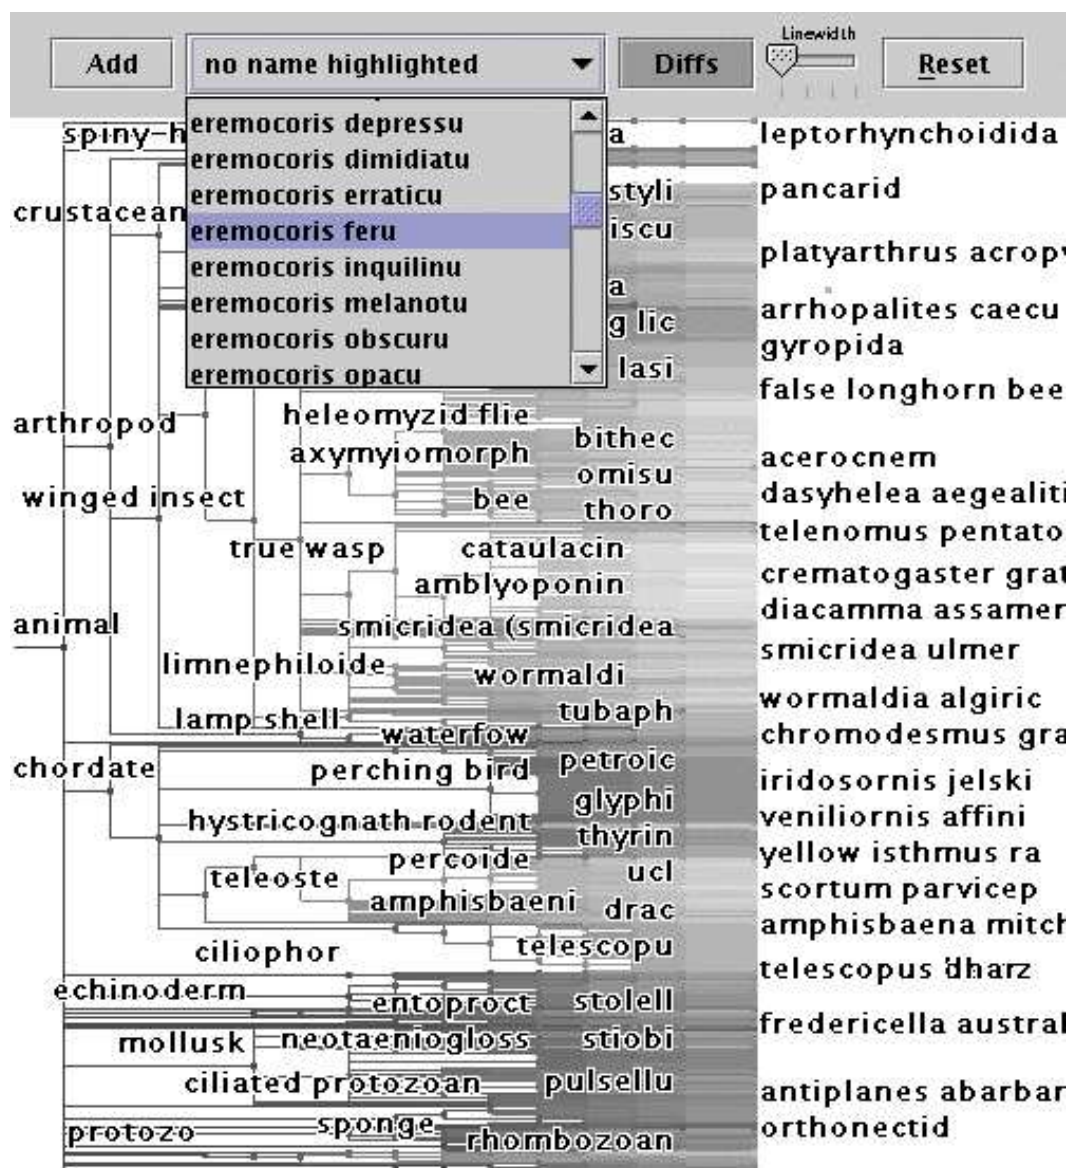 Linewidth
Add no name highlighted Diffs Reset
eremocoris depressu
spiny-h a leptorhynchoidida
eremocoris dimidiatu
eremocoris erraticu styli pancarid
crustacean
eremocoris feru iscu
platyarthrus acropy
eremocoris inquilinu
a
eremocoris melanotu arrhopalites caecu
g lic
eremocoris obscuru gyropida
eremocoris opacu lasi
false longhorn bee
heleomyzid flie
arthropod bithec
axymyiomorph acerocnem
omisu
winged insect bee dasyhelea aegealiti
thoro
telenomus pentato
true wasp cataulacin
crematogaster grat
amblyoponin
diacamma assamer
animal smicridea (smicridea
smicridea ulmer
limnephiloide wormaldi
wormaldia algiric
lamp shell tubaph
waterfow chromodesmus gra
chordate perching bird petroic
iridosornis jelski
glyphi
hystricognath rodent veniliornis affini
thyrin
percoide yellow isthmus ra
teleoste ucl
scortum parvicep
amphisbaeni drac
amphisbaena mitch
ciliophor telescopu
telescopus dharz
echinoderm entoproct stolell
fredericella austral
mollusk neotaeniogloss stiobi
ciliated protozoan pulsellu
antiplanes abarbar
protozo sponge rhombozoan orthonectid